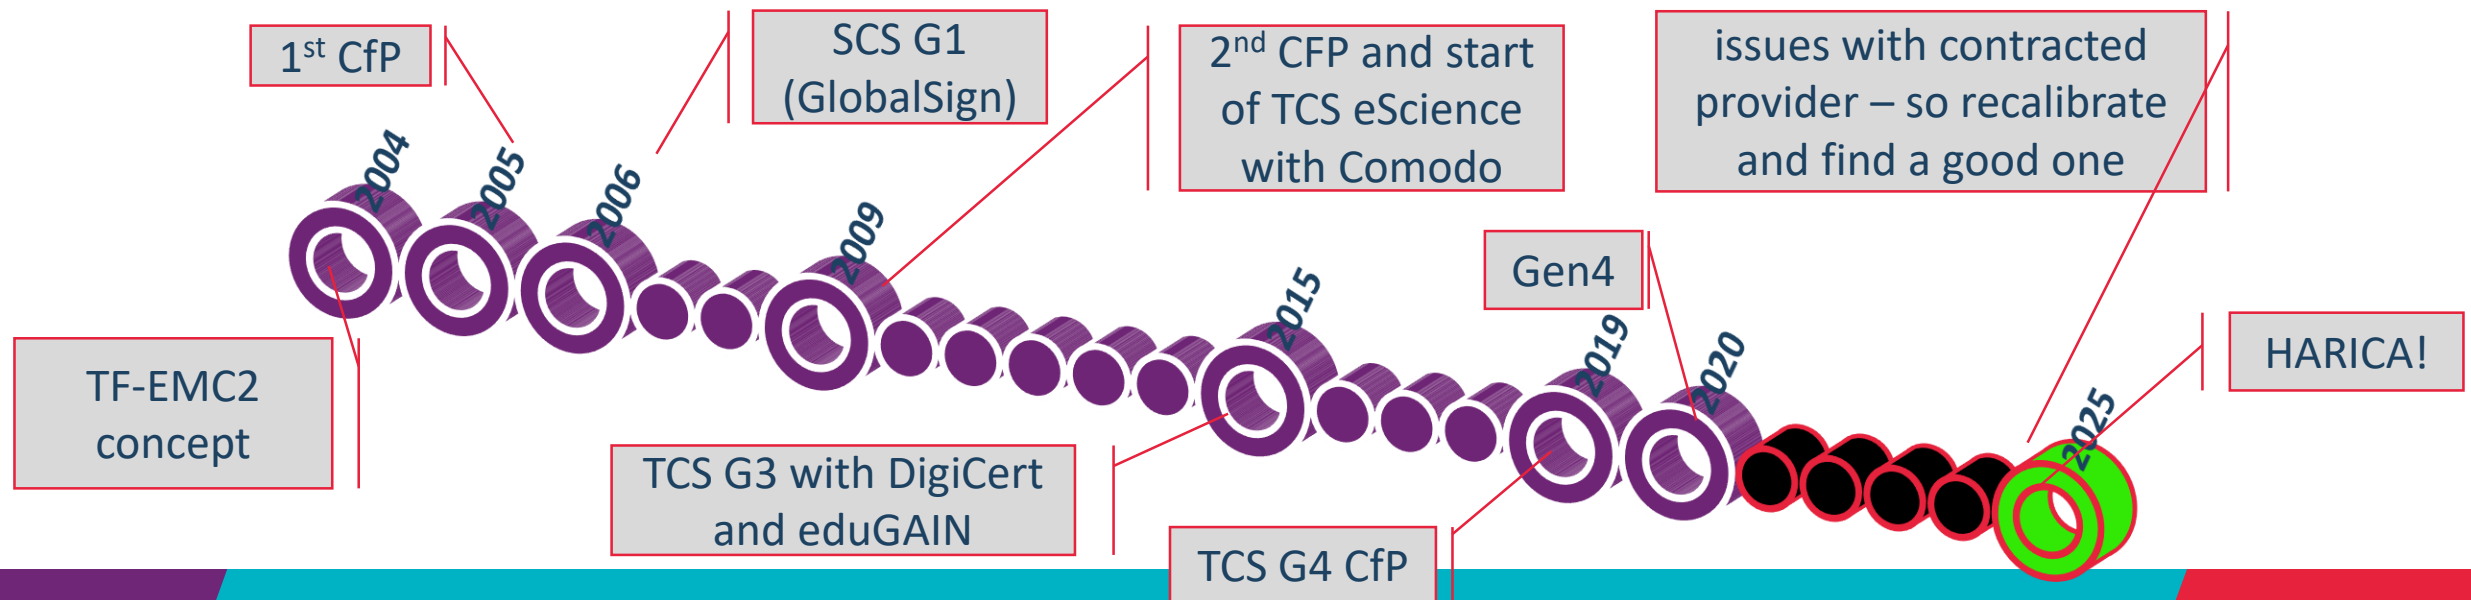 1st CfP
SCS G1
(GlobalSign)
2nd CFP and start
of TCS eScience
with Comodo
issues with contracted
provider – so recalibrate
and find a good one
2004
2005
2006
2009
2015
2019
2020
2025
Gen4
HARICA!
TF-EMC2
concept
TCS G3 with DigiCert
and eduGAIN
TCS G4 CfP